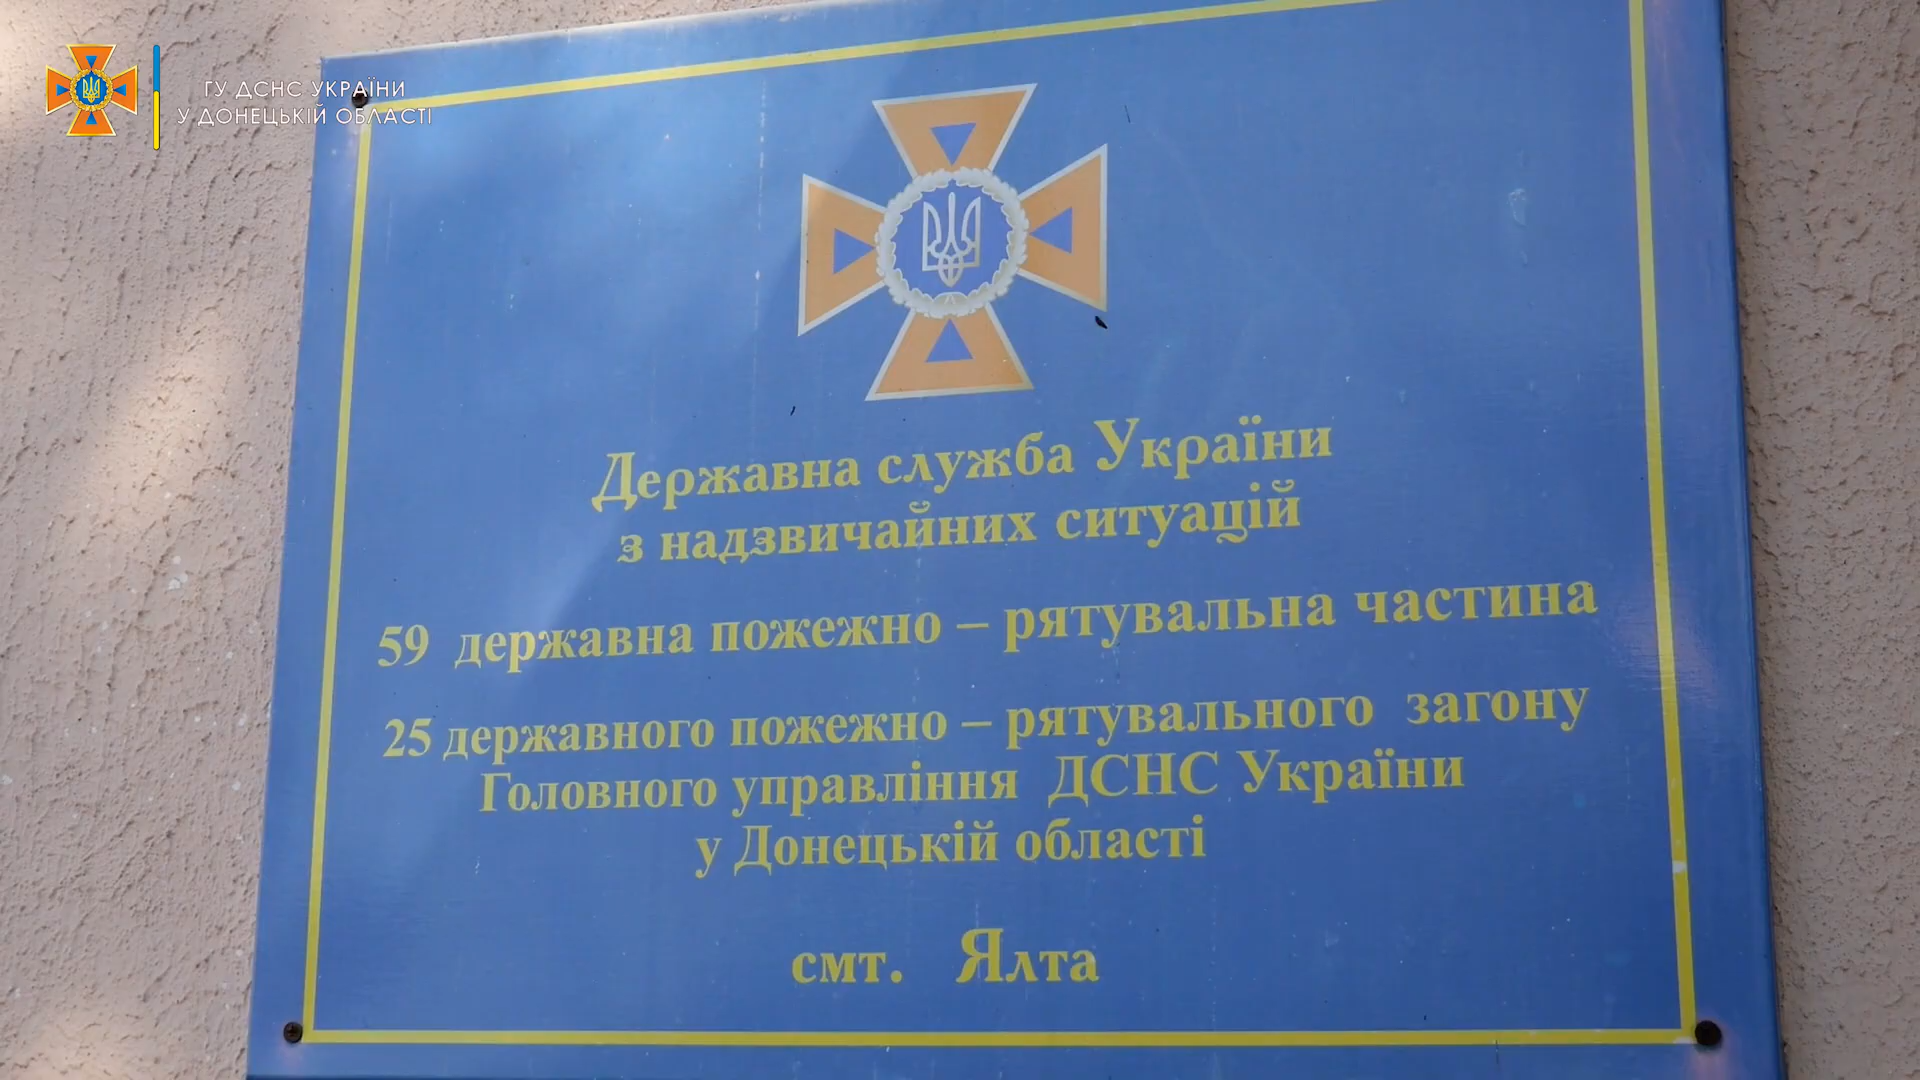 ГУ ДСНС УКРАЇНИ
У ДОНЕЦЬКІЙ ОБЛАСТІ
Державна служба України
з надзвичайних ситуацій
59 державна пожежно – рятувальна частина
25 державного пожежно – рятувального загону
Головного управління ДСНС України
у Донецькій області
смт. Ялта